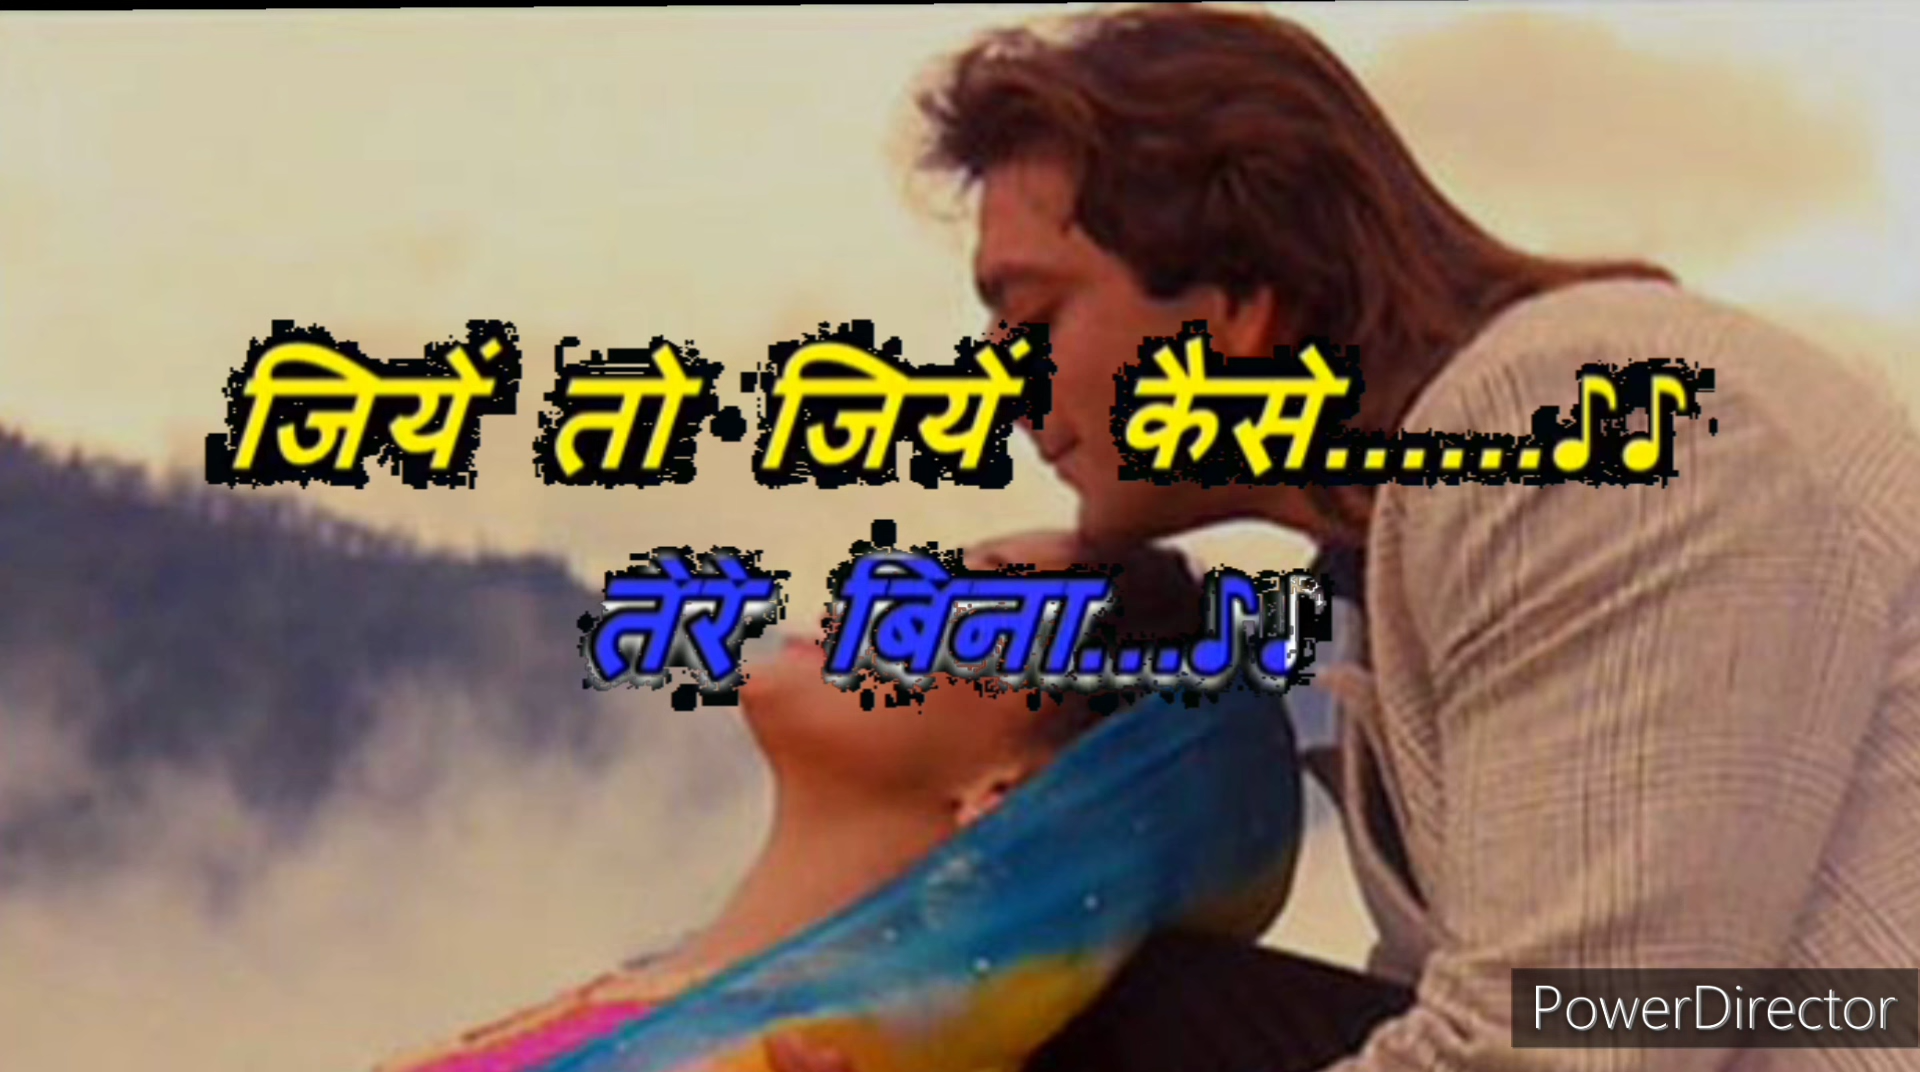 जियें तो जियें कैसे......♪♪
तेरे बिना...♪♪
PowerDirector